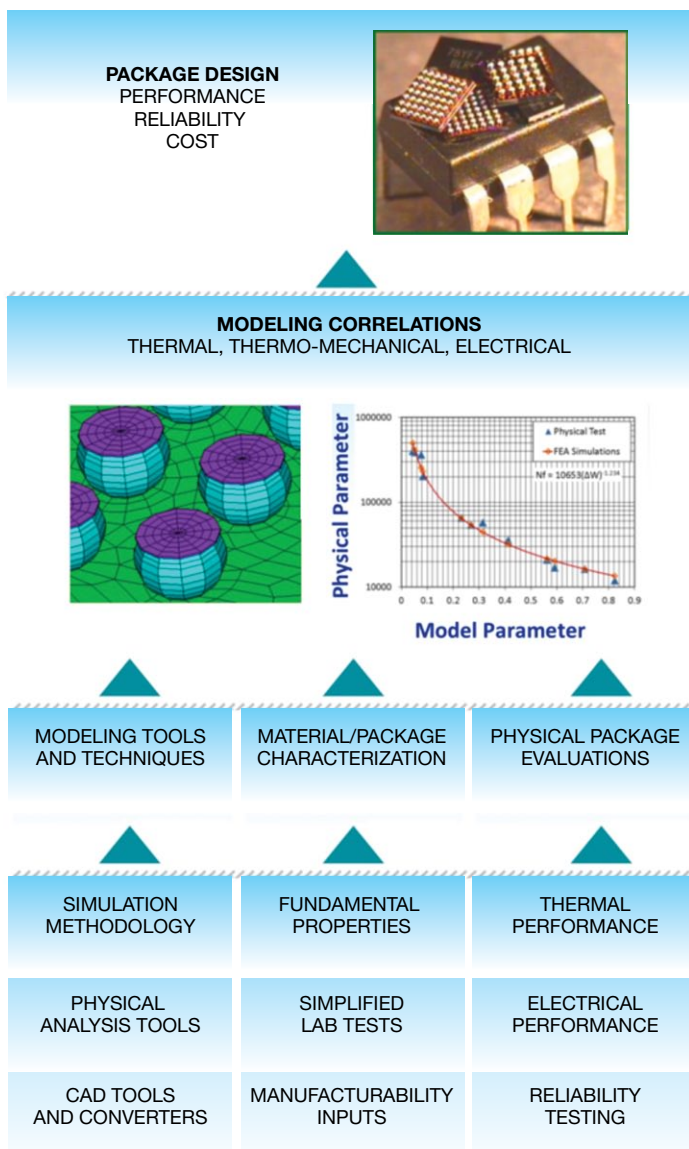 PACKAGE DESIGN
PERFORMANCE
RELIABILITY
COST
MODELING CORRELATIONS
THERMAL, THERMO-MECHANICAL, ELECTRICAL
Physical Parameter
1000000
100000
10000
Physical Test
FEA Simulations
Nf = 10653(ΔW)
0 0.1 0.2 0.3 0.4 0.5 0.6 0.7 0.8 0.9
Model Parameter
MODELING TOOLS
AND TECHNIQUES
MATERIAL/PACKAGE
CHARACTERIZATION
PHYSICAL PACKAGE
EVALUATIONS
SIMULATION
METHODOLOGY
FUNDAMENTAL
PROPERTIES
THERMAL
PERFORMANCE
PHYSICAL
ANALYSIS TOOLS
SIMPLIFIED
LAB TESTS
ELECTRICAL
PERFORMANCE
CAD TOOLS
AND CONVERTERS
MANUFACTURABILITY
INPUTS
RELIABILITY
TESTING